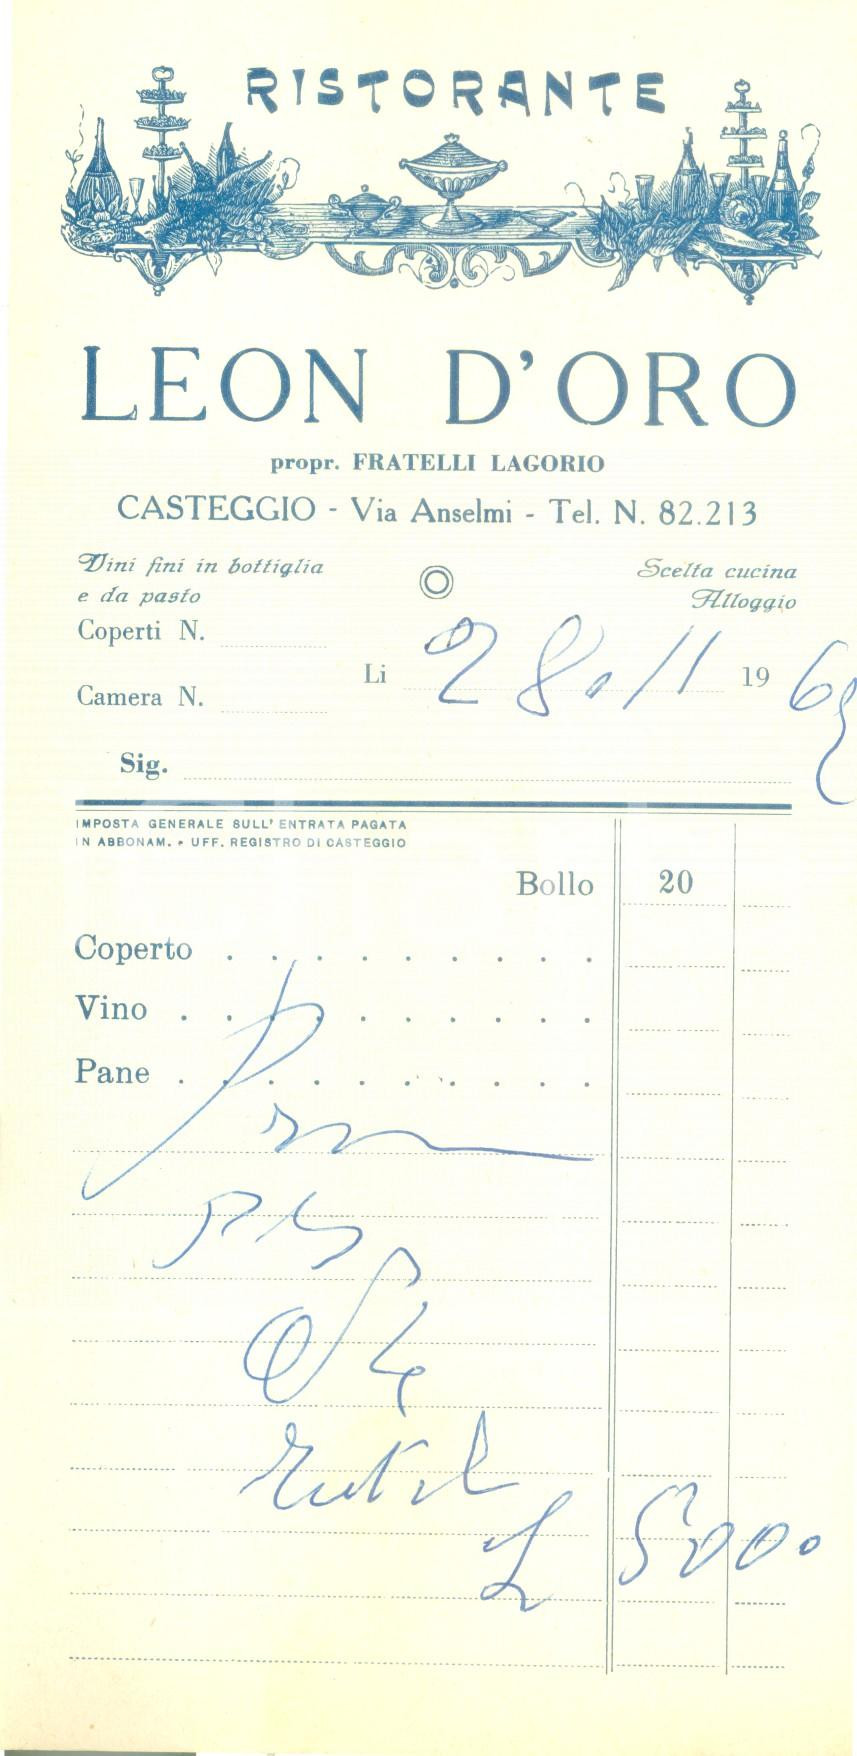 RISTORANTE
LEON D'ORO
propr. FRATELLI LAGORIO
CASTEGGIO - Via Anselmi - Tel. N. 82.213
Vini fini in bottiglia
e da pasto
Scelta cucina
Alloggio
Coperti N.
Camera N.
Li 28.11 19
Sig.
IMPOSTA GENERALE SULL' ENTRATA PAGATA
IN ABBONAM. • UFF. REGISTRO DI CASTEGGIO
Bollo 20
Coperto
Vino
Pane
L 5000